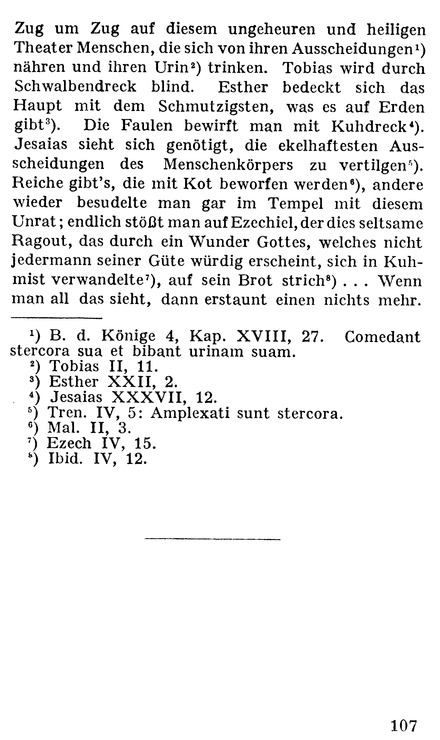 Zug um Zug auf diesem ungeheuren und heiligen
Theater Menschen, die sich von ihren Ausscheidungen¹)
nähren und ihren Urin²) trinken. Tobias wird durch
Schwalbendreck blind. Esther bedeckt sich das
Haupt mit dem Schmutzigsten, was es auf Erden
gibt³). Die Faulen bewirft man mit Kuhdreck⁴).
Jesaias sieht sich genötigt, die ekelhaftesten Aus-
scheidungen des Menschenkörpers zu vertilgen⁵).
Reiche gibt's, die mit Kot beworfen werden⁶), andere
wieder besudelte man gar im Tempel mit diesem
Unrat; endlich stößt man auf Ezechiel, der dies seltsame
Ragout, das durch ein Wunder Gottes, welches nicht
jedermann seiner Güte würdig erscheint, sich in Kuh-
mist verwandelte⁷), auf sein Brot strich⁸) . . . Wenn
man all das sieht, dann erstaunt einen nichts mehr.
¹) B. d. Könige 4, Kap. XVIII, 27. Comedant
stercora sua et bibant urinam suam.
²) Tobias II, 11.
³) Esther XXII, 2.
⁴) Jesaias XXXVII, 12.
⁵) Tren. IV, 5: Amplexati sunt stercora.
⁶) Mal. II, 3.
⁷) Ezech IV, 15.
⁸) Ibid. IV, 12.
107